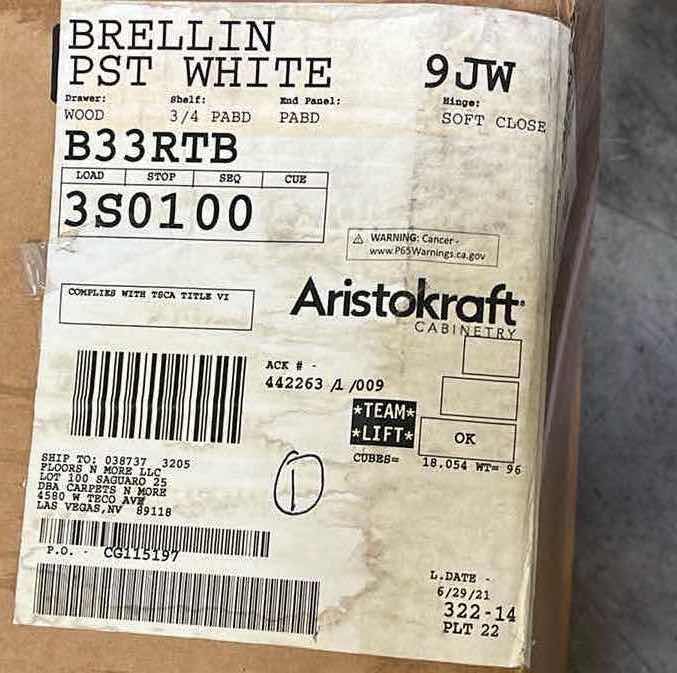 BRELLIN
PST WHITE
9JW
Drawer: Shelf: End Panel: Hinge:
WOOD 3/4 PABD PABD SOFT CLOSE
B33RTB
LOAD STOP SEQ CUE
3S0100
⚠ WARNING: Cancer -
www.P65Warnings.ca.gov
COMPLIES WITH TSCA TITLE VI
Aristokraft
CABINETRY
ACK # -
442263 /1 /009
*TEAM*
*LIFT*
OK
CUBES= 18.054 WT= 96
SHIP TO: 038737 3205
FLOORS N MORE LLC
LOT 100 SAGUARO 25
DBA CARPETS N MORE
4580 W TECO AVE
LAS VEGAS,NV 89118
1
P.O. - CG115197
L.DATE -
6/29/21
322-14
PLT 22